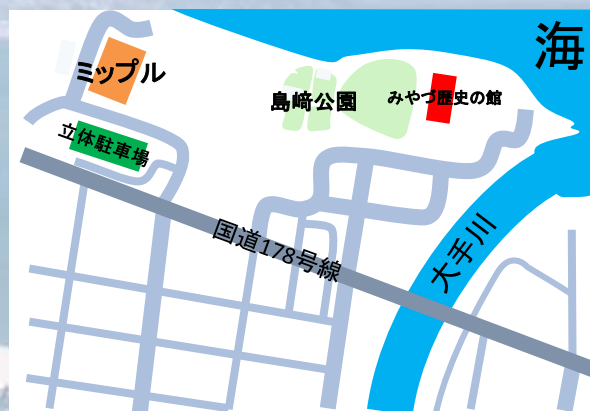 海
ミップル
島﨑公園
みやづ歴史の館
立体駐車場
国道178号線
大手川